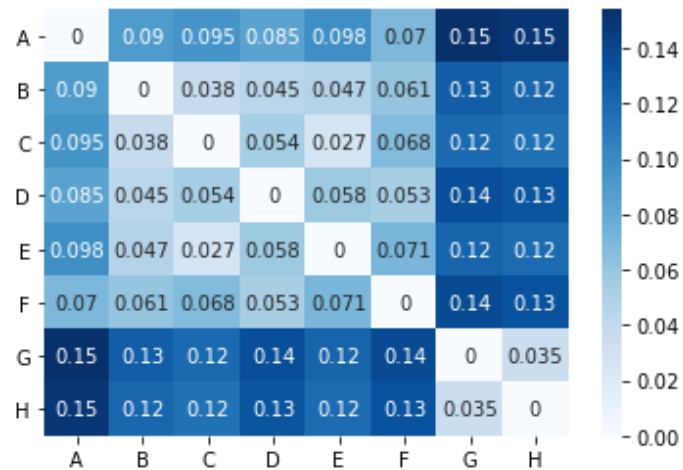 A 0 0.09 0.095 0.085 0.098 0.07 0.15 0.15
B 0.09 0 0.038 0.045 0.047 0.061 0.13 0.12
C 0.095 0.038 0 0.054 0.027 0.068 0.12 0.12
D 0.085 0.045 0.054 0 0.058 0.053 0.14 0.13
E 0.098 0.047 0.027 0.058 0 0.071 0.12 0.12
F 0.07 0.061 0.068 0.053 0.071 0 0.14 0.13
G 0.15 0.13 0.12 0.14 0.12 0.14 0 0.035
H 0.15 0.12 0.12 0.13 0.12 0.13 0.035 0
A B C D E F G H
0.14
0.12
0.10
0.08
0.06
0.04
0.02
0.00